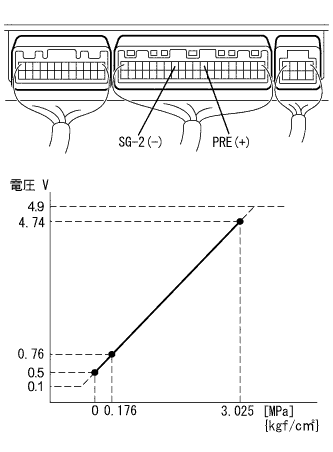 SG-2(-) PRE(+)
電圧 V
4.9
4.74
0.76
0.5
0.1
0 0.176 3.025 [MPa]
{kgf/c㎡}